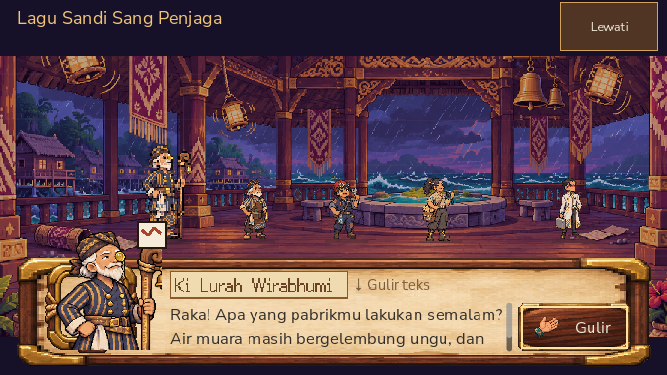 Lagu Sandi Sang Penjaga
Lewati
Ki Lurah Wirabhumi
↓ Gulir teks
Raka! Apa yang pabrikmu lakukan semalam?
Air muara masih bergelembung ungu, dan
Gulir